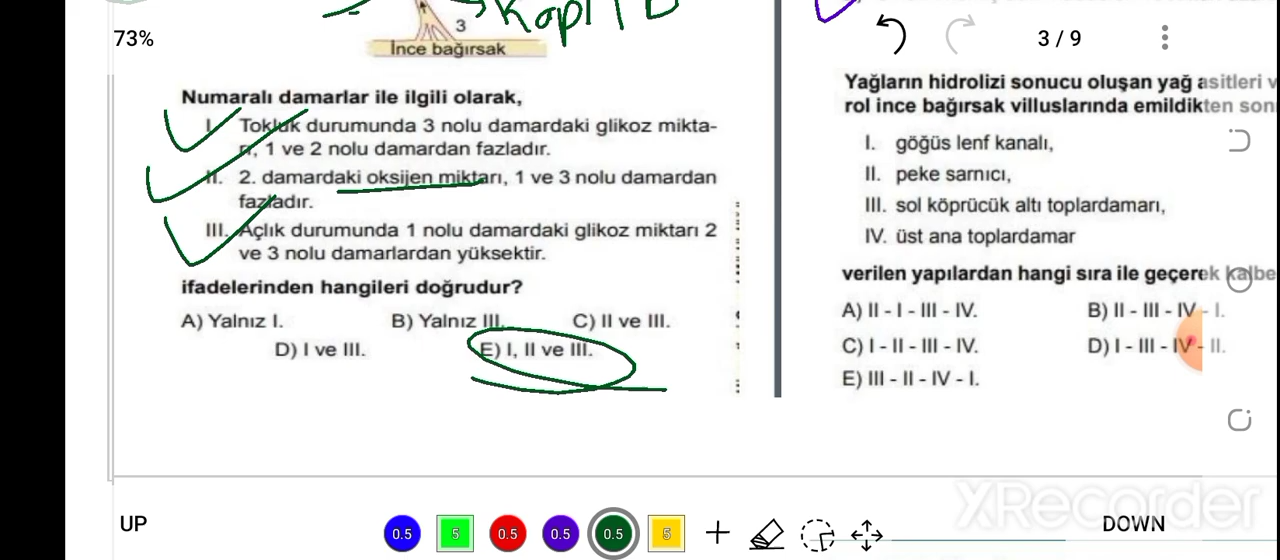 Kapı TD
73%
3
İnce bağırsak
3 / 9
Numaralı damarlar ile ilgili olarak,
I. Tokluk durumunda 3 nolu damardaki glikoz mikta-
rı, 1 ve 2 nolu damardan fazladır.
II. 2. damardaki oksijen miktarı, 1 ve 3 nolu damardan
fazladır.
III. Açlık durumunda 1 nolu damardaki glikoz miktarı 2
ve 3 nolu damarlardan yüksektir.
ifadelerinden hangileri doğrudur?
A) Yalnız I.
B) Yalnız III.
C) II ve III.
D) I ve III.
E) I, II ve III.
Yağların hidrolizi sonucu oluşan yağ asitleri v
rol ince bağırsak villuslarında emildikten son
I. göğüs lenf kanalı,
II. peke sarnıcı,
III. sol köprücük altı toplardamarı,
IV. üst ana toplardamar
verilen yapılardan hangi sıra ile geçerek kalbe
A) II - I - III - IV.
B) II - III - IV - I.
C) I - II - III - IV.
D) I - III - IV - II.
E) III - II - IV - I.
XRecorder
UP
0.5
5
0.5
0.5
0.5
5
DOWN